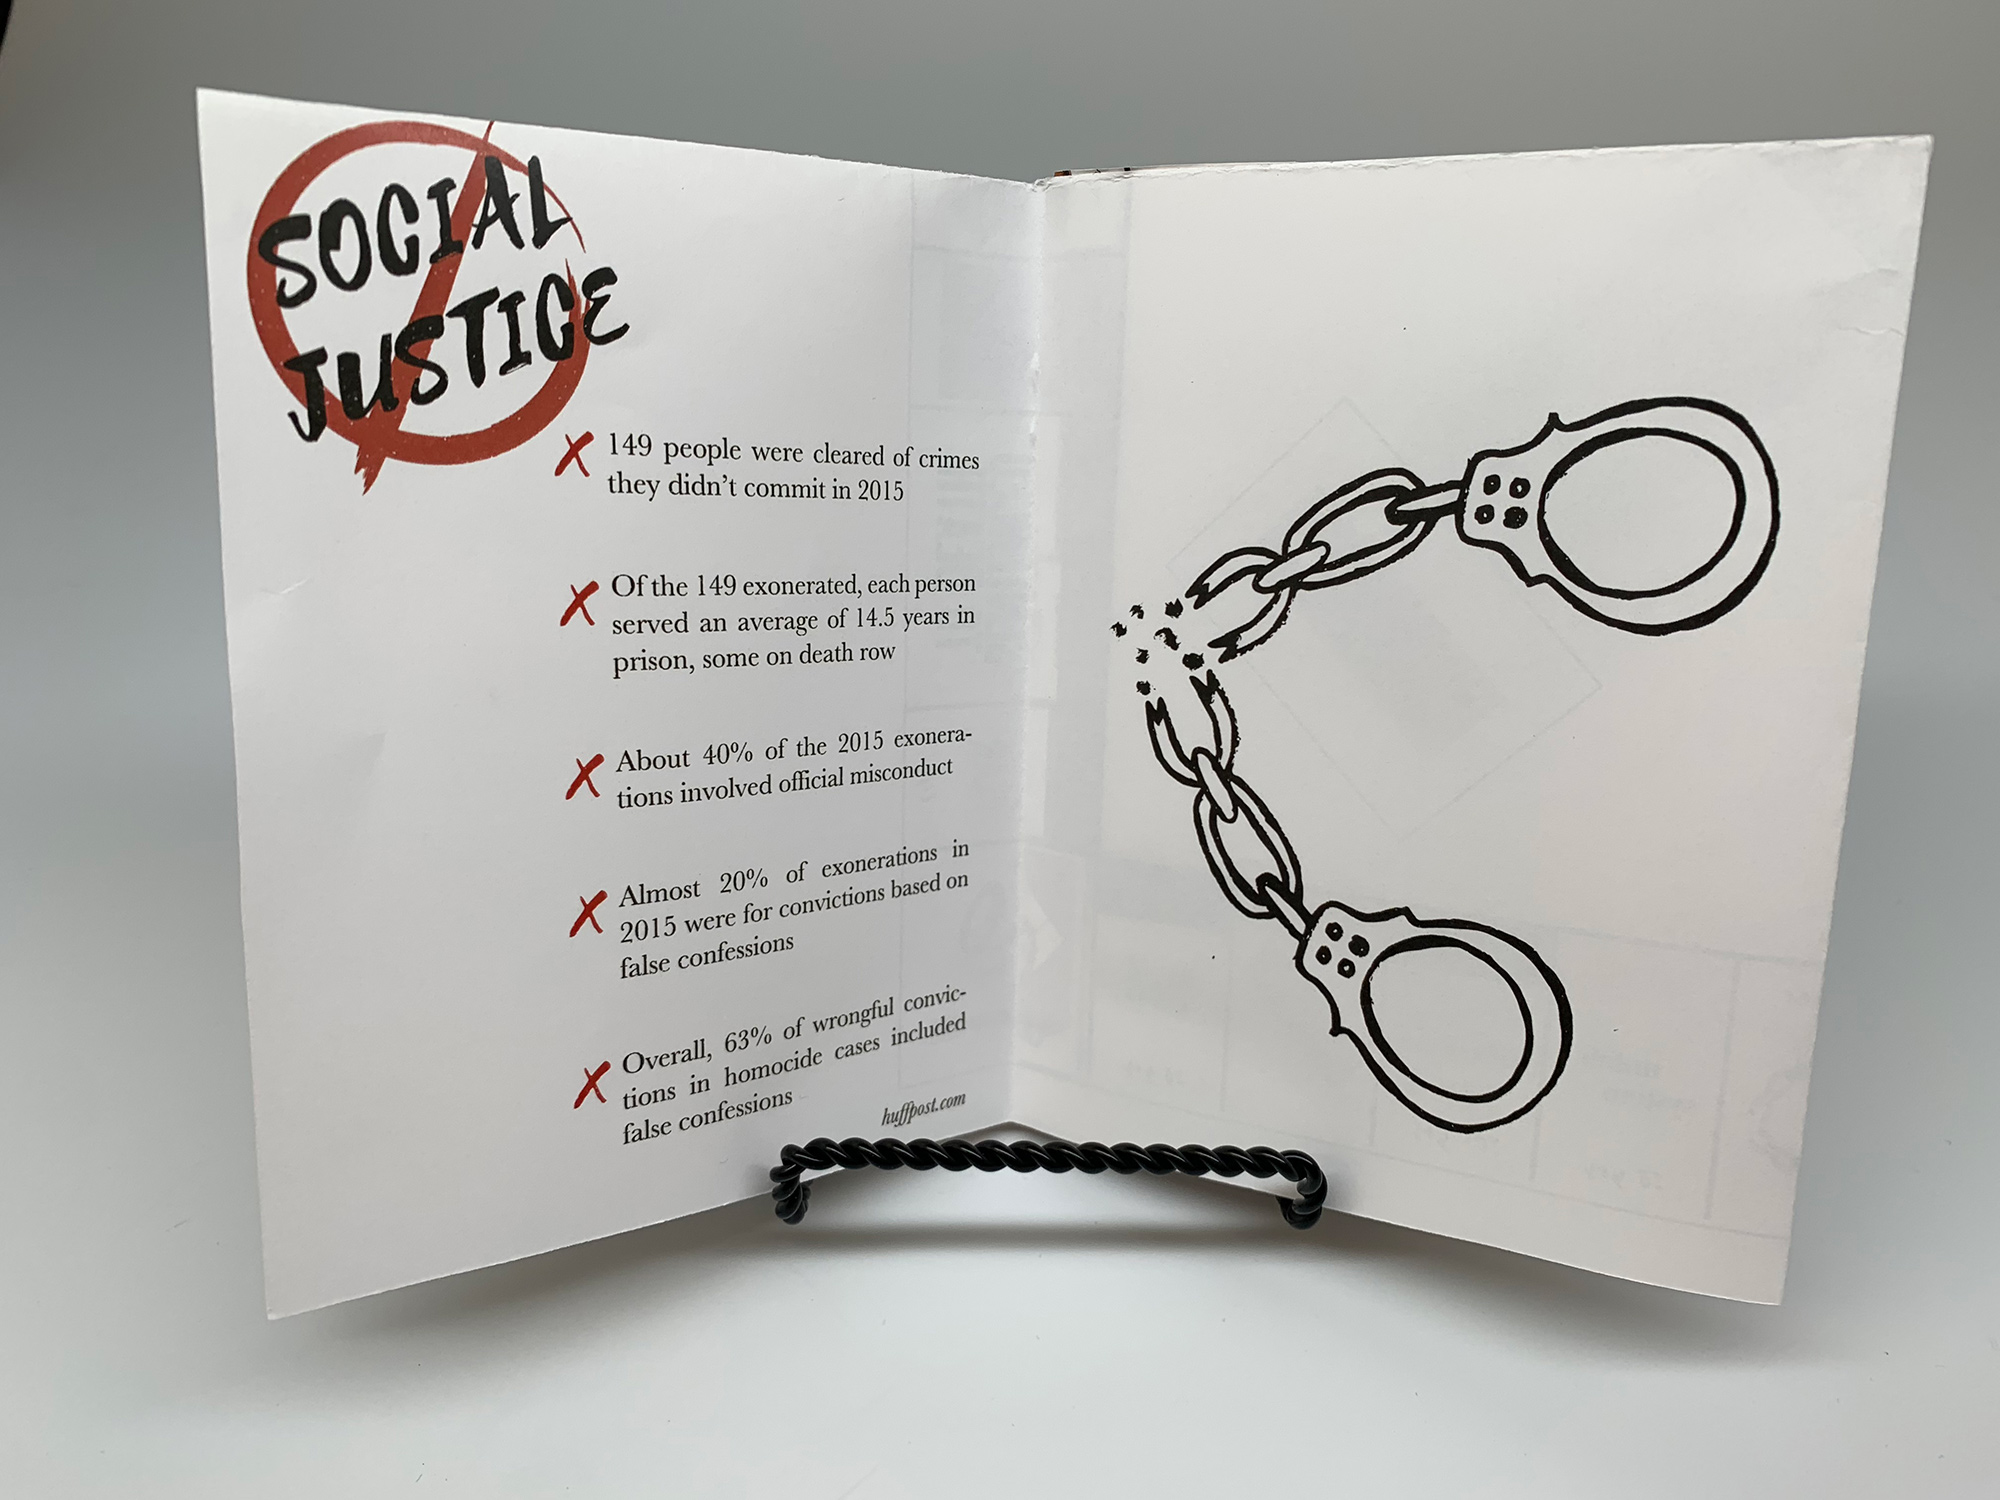 SOCIAL
JUSTICE
149 people were cleared of crimes
they didn't commit in 2015
Of the 149 exonerated, each person
served an average of 14.5 years in
prison, some on death row
About 40% of the 2015 exonera-
tions involved official misconduct
Almost 20% of exonerations in
2015 were for convictions based on
false confessions
Overall, 63% of wrongful convic-
tions in homocide cases included
false confessions
huffpost.com